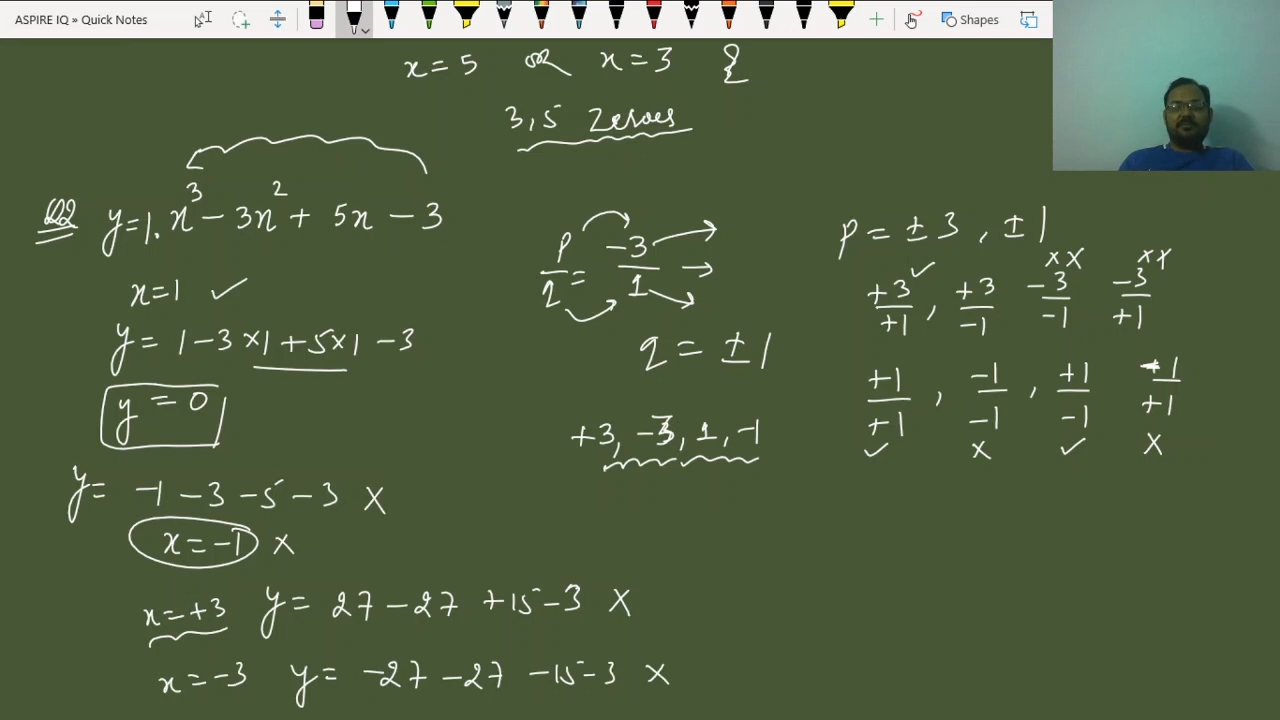 ASPIRE IQ » Quick Notes
Shapes
x = 5 or x = 3
3, 5 Zeroes
Q2 y = 1. x³ - 3x² + 5x - 3
x = 1 ✓
y = 1 - 3 × 1 + 5 × 1 - 3
y = 0
y = -1 - 3 - 5 - 3 X
x = -1 X
x = +3 y = 27 - 27 + 15 - 3 X
x = -3 y = -27 - 27 - 15 - 3 X
p/q = -3/1
q = ±1
+3, -3, 1, -1
p = ±3, ±1
✓ XX XX
+3/+1, +3/-1 -3/-1 -3/+1
+1/+1, -1/-1, +1/-1 -1/+1
✓ X ✓ X